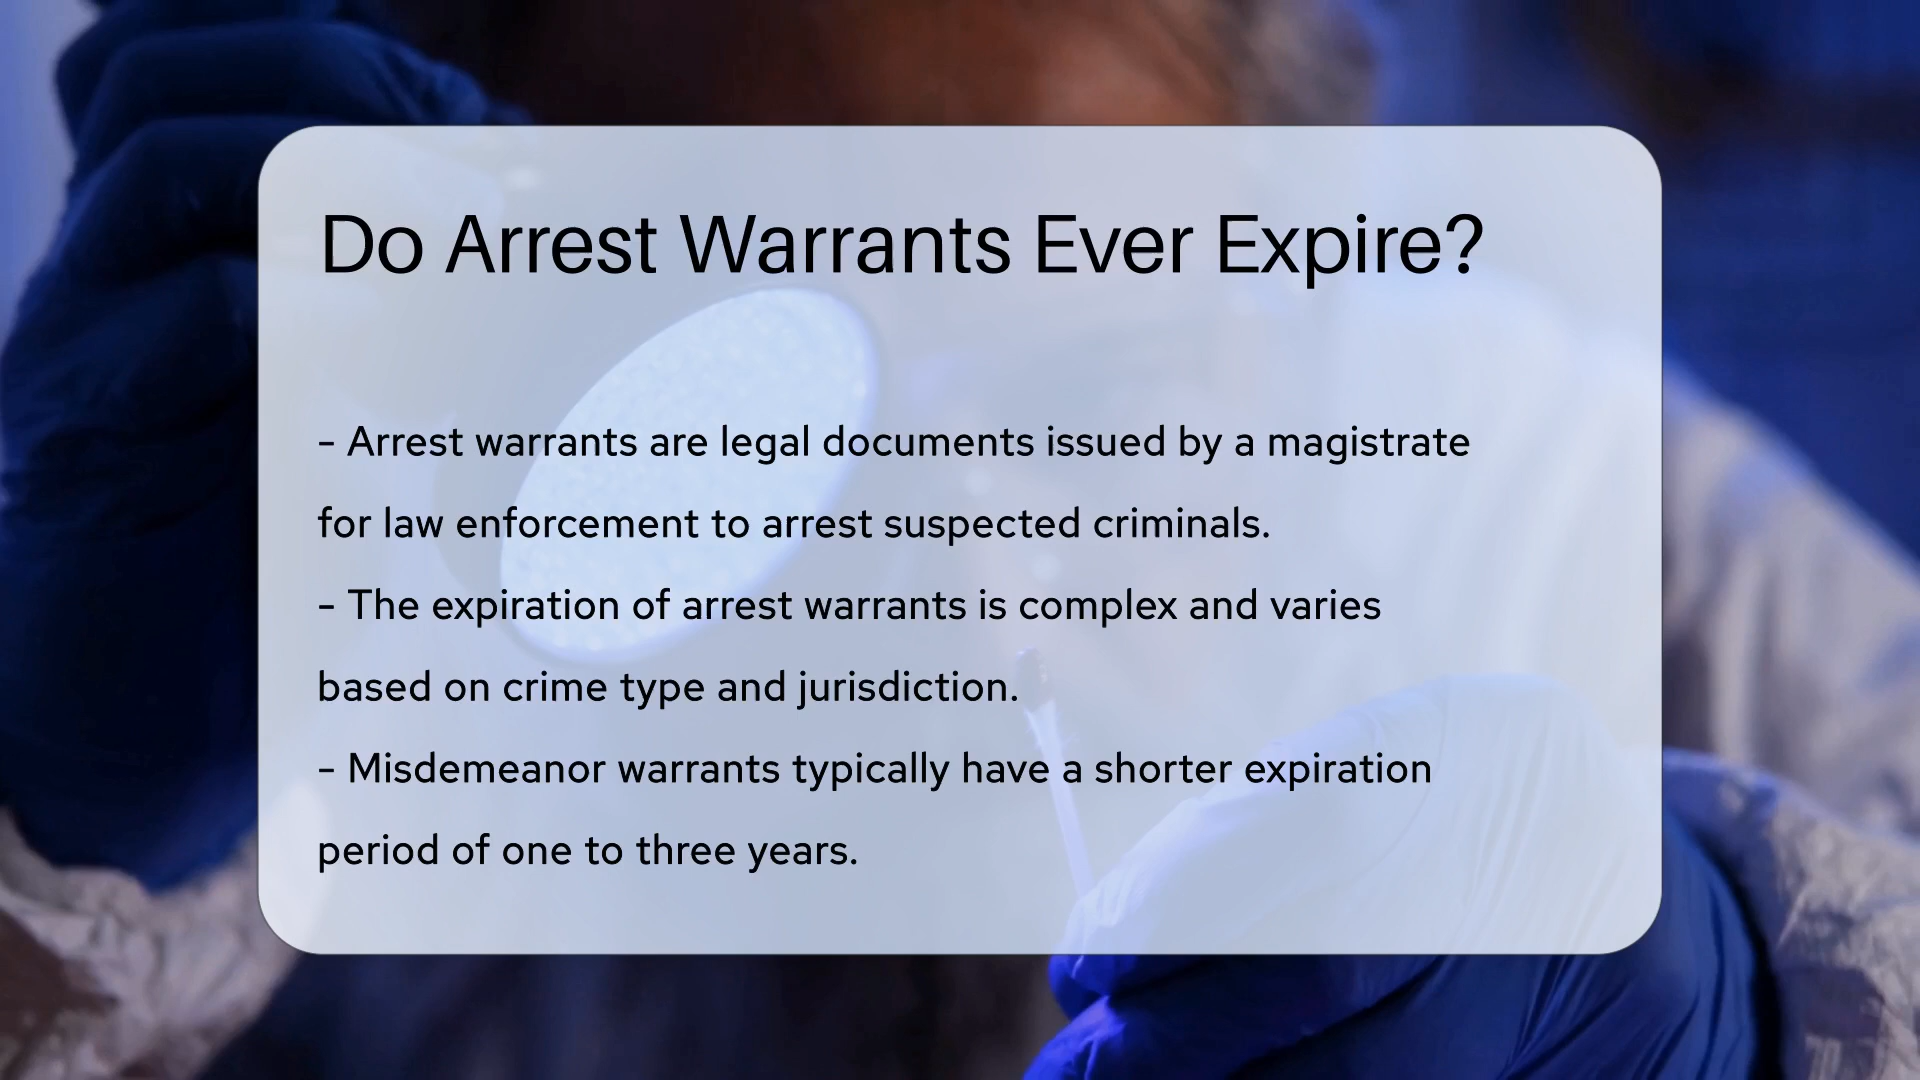 Do Arrest Warrants Ever Expire?
- Arrest warrants are legal documents issued by a magistrate
for law enforcement to arrest suspected criminals.
- The expiration of arrest warrants is complex and varies
based on crime type and jurisdiction.
- Misdemeanor warrants typically have a shorter expiration
period of one to three years.